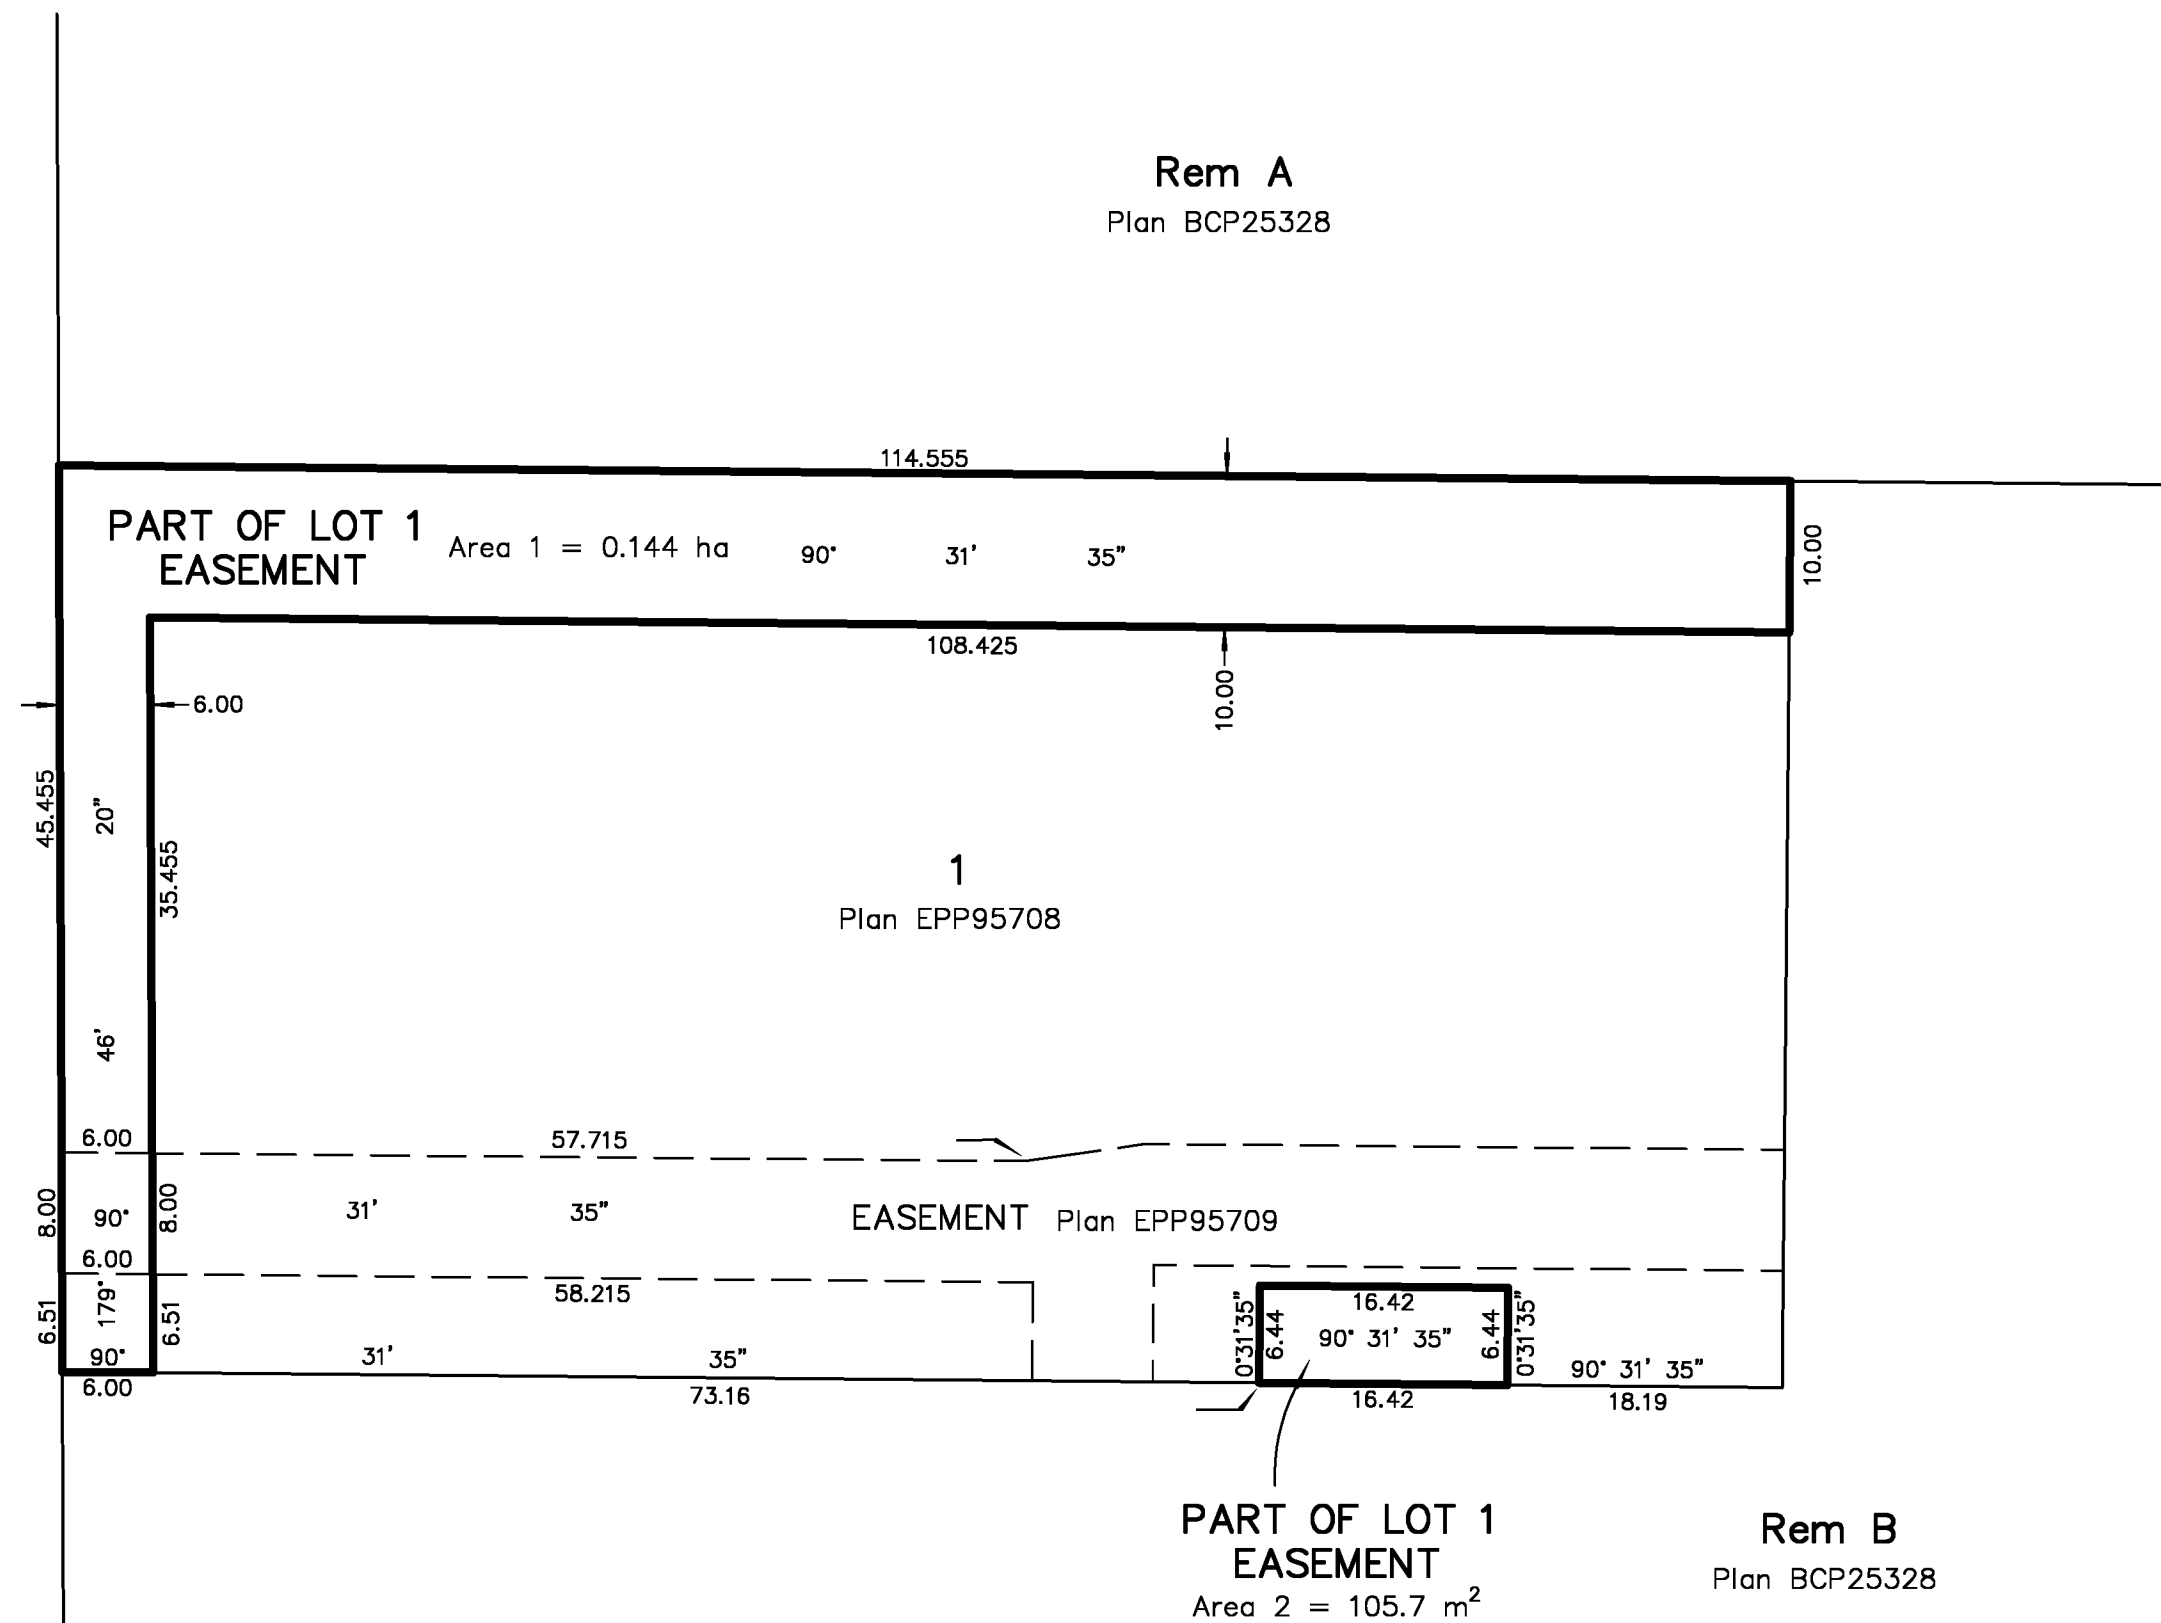 Rem A
Plan BCP25328
114.555
PART OF LOT 1
EASEMENT
Area 1 = 0.144 ha
90° 31' 35"
10.00
108.425
10.00
6.00
45.455
20"
35.455
1
Plan EPP95708
46'
6.00
57.715
8.00
90°
8.00
31' 35"
EASEMENT Plan EPP95709
6.00
58.215
6.51
179°
6.51
90°
31' 35"
6.00
73.16
0°31'35"
6.44
16.42
90° 31' 35"
6.44
0°31'35"
90° 31' 35"
16.42
18.19
PART OF LOT 1
EASEMENT
Area 2 = 105.7 m²
Rem B
Plan BCP25328